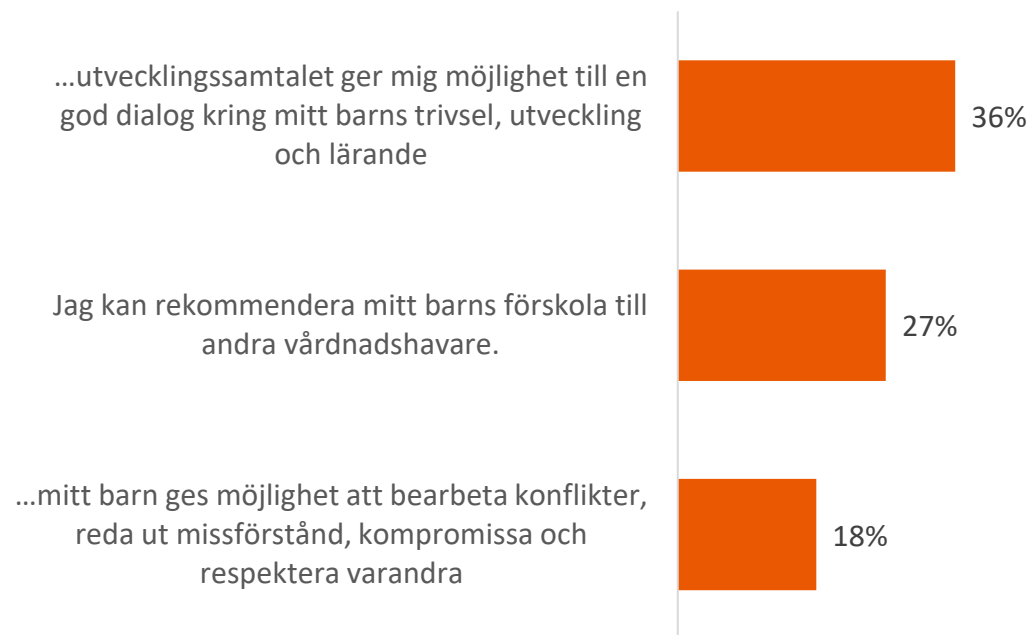 ...utvecklingssamtalet ger mig möjlighet till en
god dialog kring mitt barns trivsel, utveckling
och lärande
36%
Jag kan rekommendera mitt barns förskola till
andra vårdnadshavare.
27%
...mitt barn ges möjlighet att bearbeta konflikter,
reda ut missförstånd, kompromissa och
respektera varandra
18%